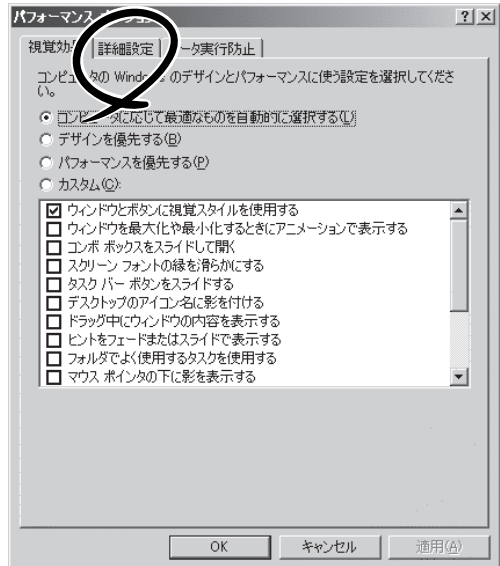 パフォーマンス
視覚効 詳細設定 ータ実行防止
コンピュ タの Windo のデザインとパフォーマンスに使う設定を選択してくださ
い。
コンピュータに応じて最適なものを自動的に選択する(L)
デザインを優先する(B)
パフォーマンスを優先する(P)
カスタム(C):
ウィンドウとボタンに視覚スタイルを使用する
ウィンドウを最大化や最小化するときにアニメーションで表示する
コンボ ボックスをスライドして開く
スクリーン フォントの縁を滑らかにする
タスク バー ボタンをスライドする
デスクトップのアイコン名に影を付ける
ドラッグ中にウィンドウの内容を表示する
ヒントをフェードまたはスライドで表示する
フォルダでよく使用するタスクを使用する
マウス ポインタの下に影を表示する
OK キャンセル 適用(A)